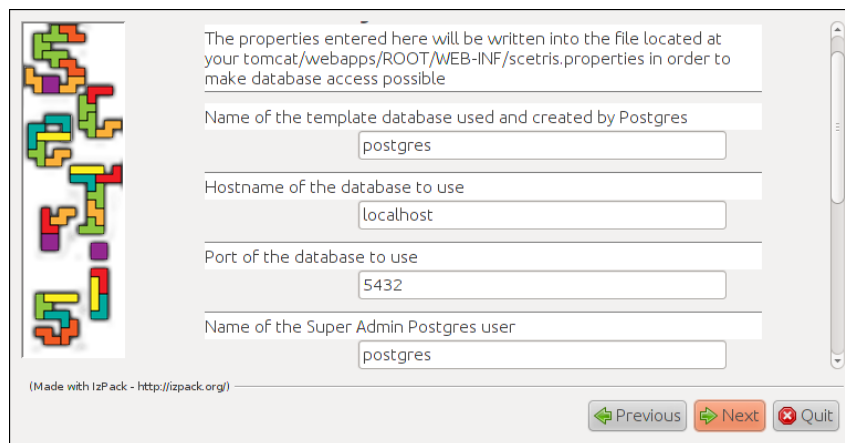 The properties entered here will be written into the file located at
your tomcat/webapps/ROOT/WEB-INF/scetris.properties in order to
make database access possible
Name of the template database used and created by Postgres
postgres
Hostname of the database to use
localhost
Port of the database to use
5432
Name of the Super Admin Postgres user
postgres
(Made with IzPack - http://izpack.org/)
Previous
Next
Quit